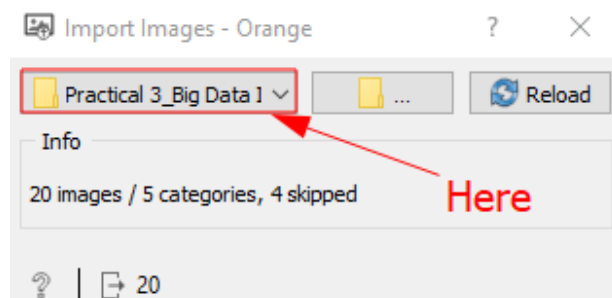 Import Images - Orange ?
Practical 3_Big Data I ... Reload
Info
20 images / 5 categories, 4 skipped
Here
? 20